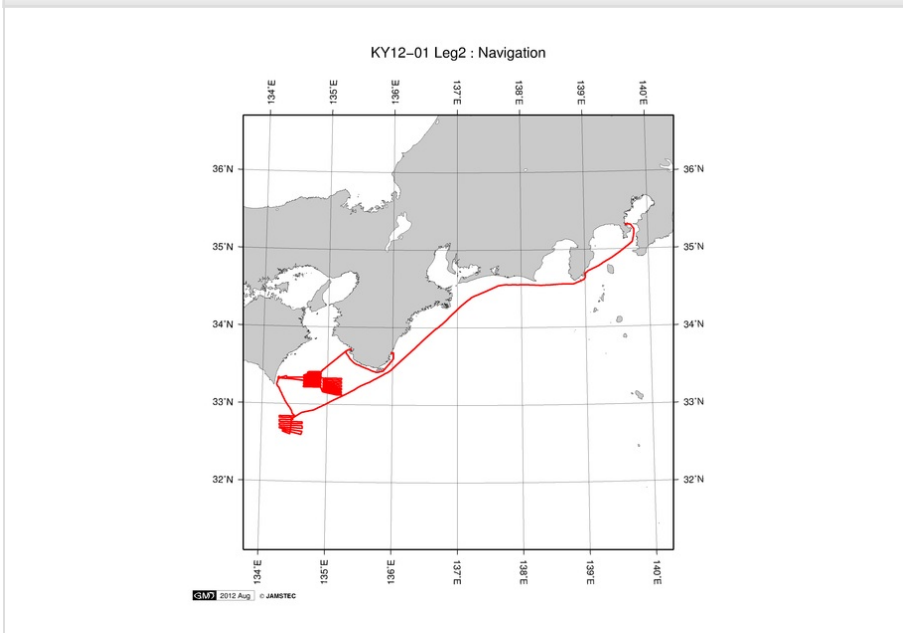 KY12−01 Leg2 : Navigation
134˚E 135˚E 136˚E 137˚E 138˚E 139˚E 140˚E
36˚N 36˚N
35˚N 35˚N
34˚N 34˚N
33˚N 33˚N
32˚N 32˚N
134˚E 135˚E 136˚E 137˚E 138˚E 139˚E 140˚E
GMD 2012 Aug © JAMSTEC